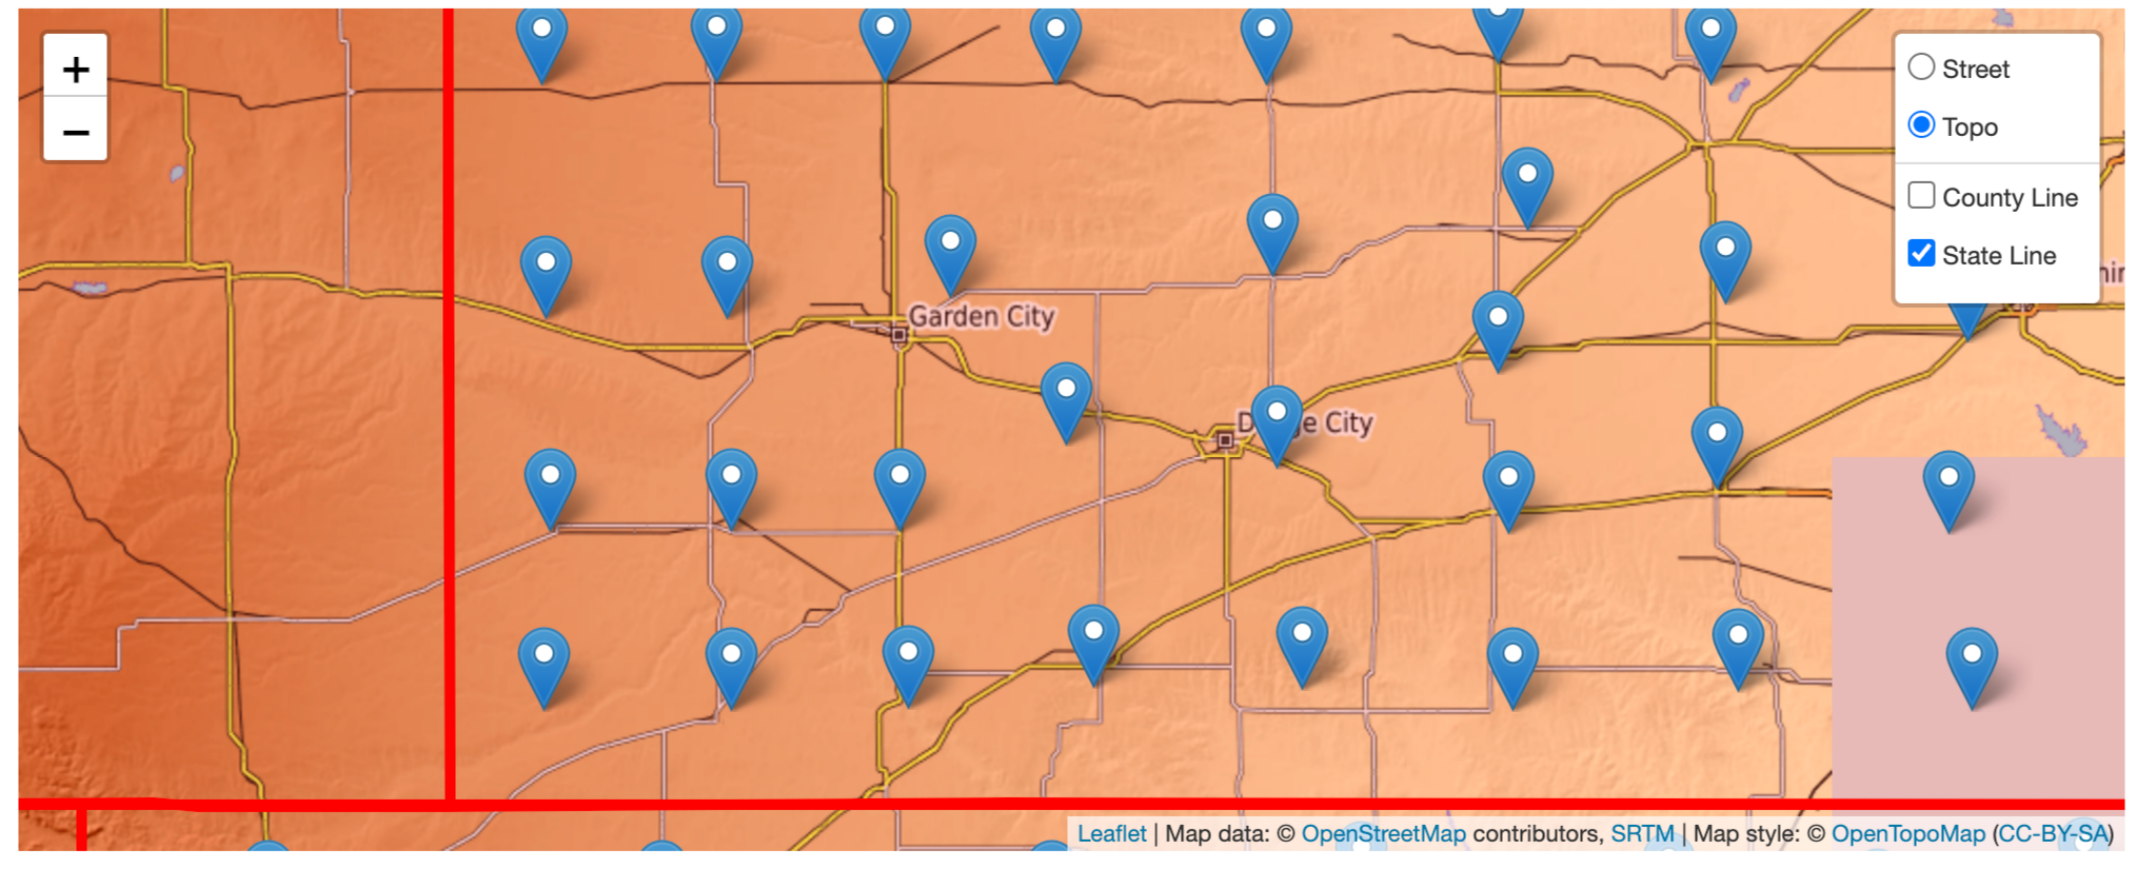 +
−
Street
Topo
County Line
State Line
Garden City
City
Leaflet | Map data: © OpenStreetMap contributors, SRTM | Map style: © OpenTopoMap (CC-BY-SA)